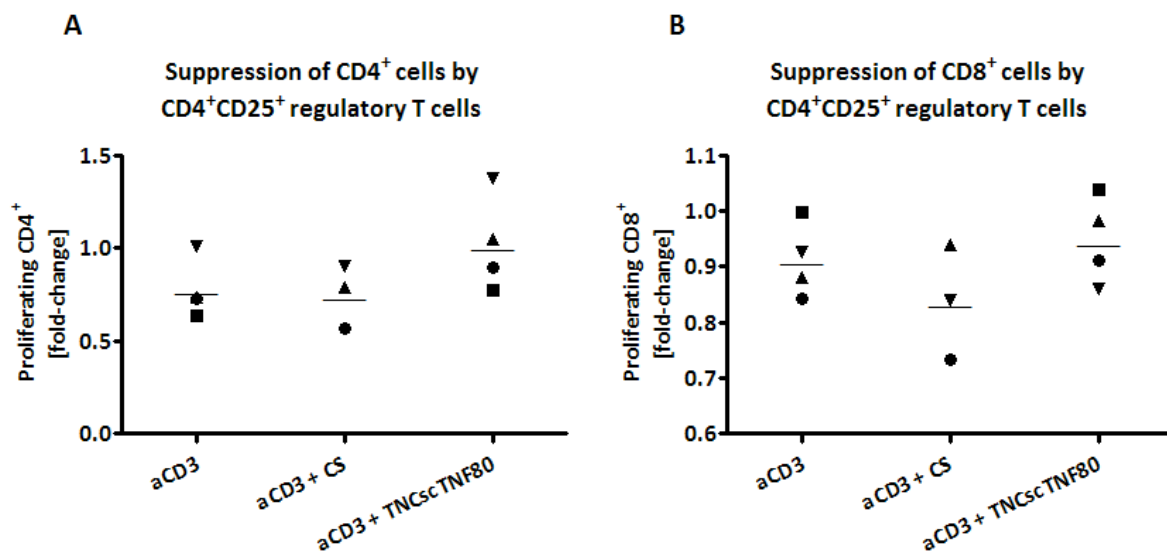 A
Suppression of CD4+ cells by
CD4+CD25+ regulatory T cells
Proliferating CD4+
[fold-change]
1.5
1.0
0.5
0.0
aCD3
aCD3 + CS
aCD3 + TNCscTNF80
B
Suppression of CD8+ cells by
CD4+CD25+ regulatory T cells
Proliferating CD8+
[fold-change]
1.1
1.0
0.9
0.8
0.7
0.6
aCD3
aCD3 + CS
aCD3 + TNCscTNF80